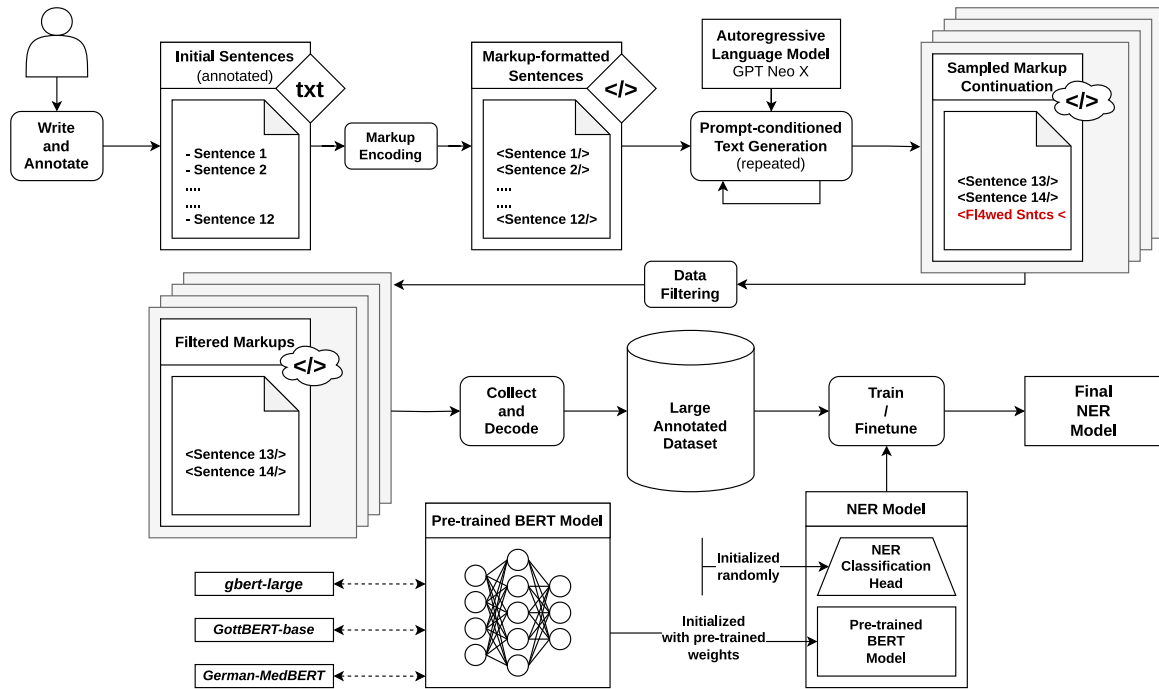 Write
and
Annotate
Initial Sentences
(annotated)
txt
- Sentence 1
- Sentence 2
....
....
- Sentence 12
Markup
Encoding
Markup-formatted
Sentences
</>
<Sentence 1/>
<Sentence 2/>
....
....
<Sentence 12/>
Autoregressive
Language Model
GPT Neo X
Prompt-conditioned
Text Generation
(repeated)
Sampled Markup
Continuation
</>
<Sentence 13/>
<Sentence 14/>
<Fl4wed Sntcs <
Data
Filtering
Filtered Markups
</>
<Sentence 13/>
<Sentence 14/>
Collect
and
Decode
Large
Annotated
Dataset
Train
/
Finetune
Final
NER
Model
Pre-trained BERT Model
gbert-large
GottBERT-base
German-MedBERT
Initialized
randomly
Initialized
with pre-trained
weights
NER Model
NER
Classification
Head
Pre-trained
BERT
Model